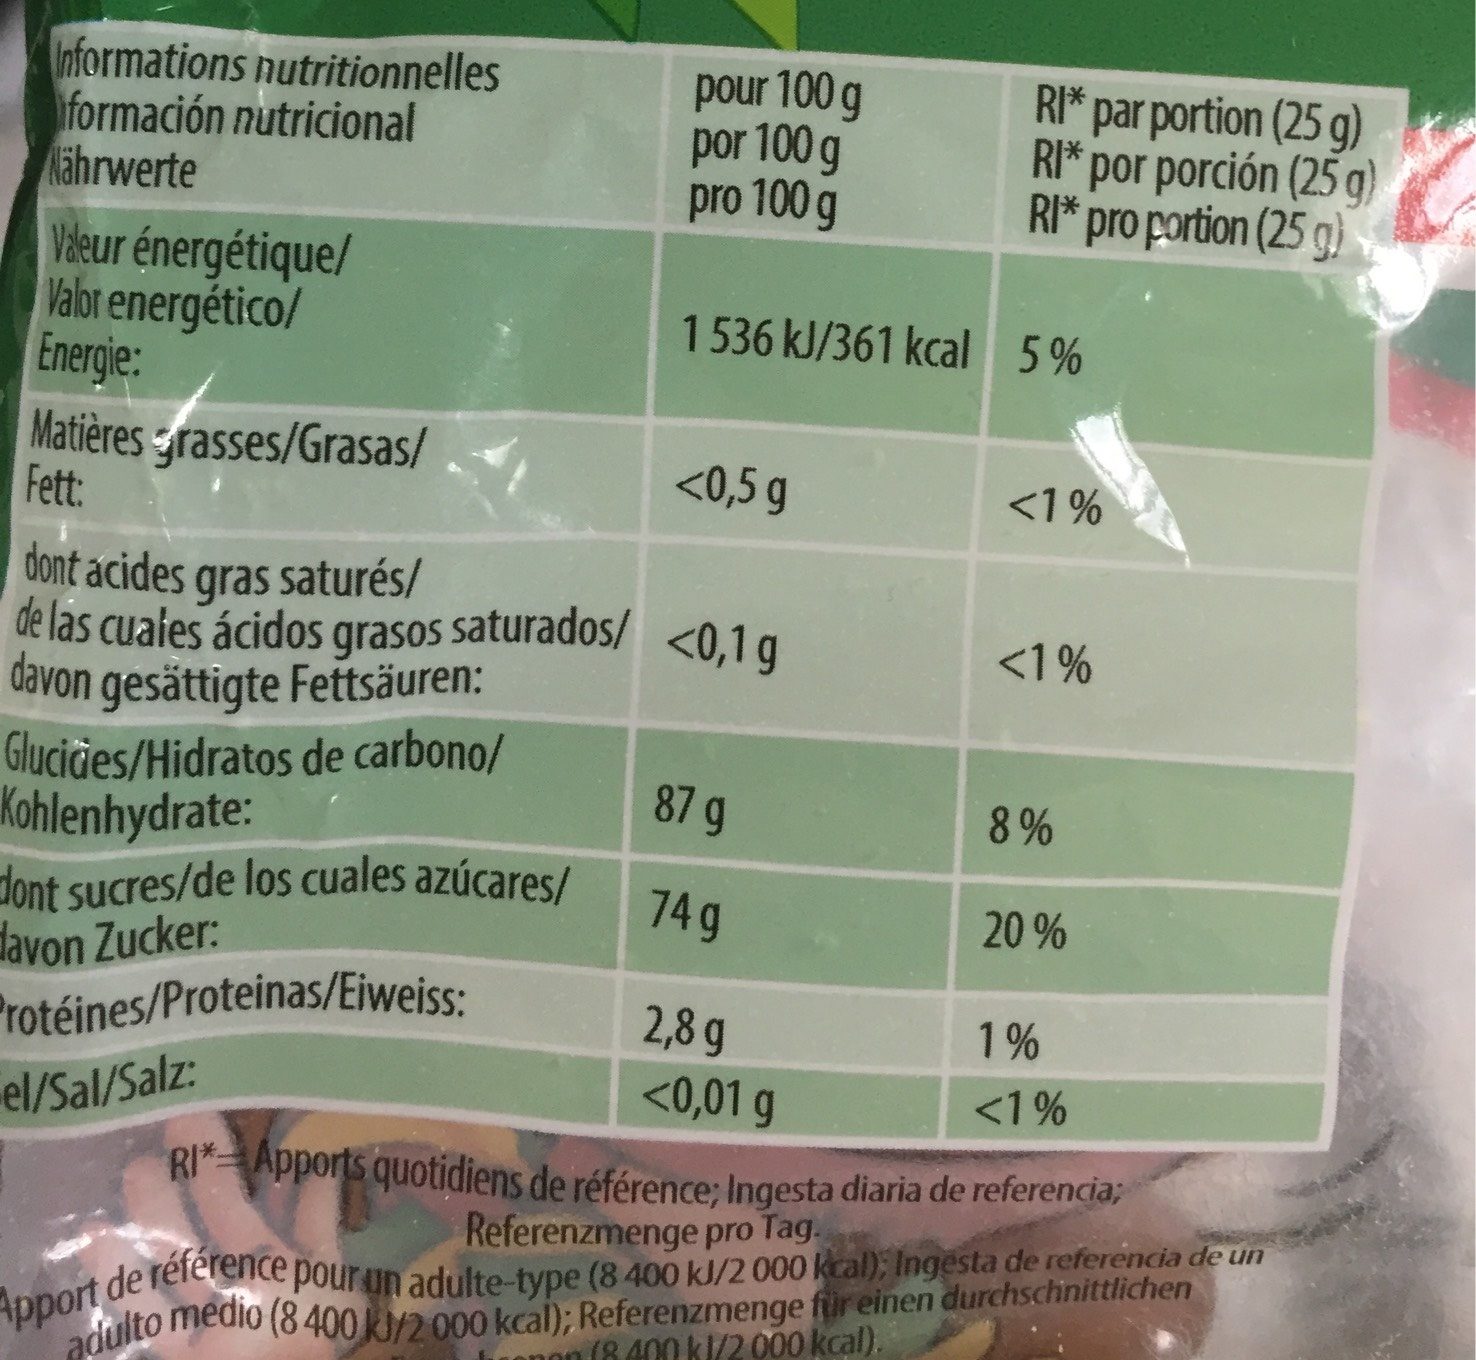 Informations nutritionnelles
información nutricional
Nährwerte
pour 100 g
por 100 g
pro 100 g
RI* par portion (25 g)
RI* por porción (25 g)
RI* pro portion (25 g)
Valeur énergétique/
Valor energético/
Energie:
1 536 kJ/361 kcal 5 %
Matières grasses/Grasas/
Fett:
<0,5 g <1 %
dont acides gras saturés/
de las cuales ácidos grasos saturados/
davon gesättigte Fettsäuren:
<0,1 g <1 %
Glucides/Hidratos de carbono/
Kohlenhydrate:
87 g 8 %
dont sucres/de los cuales azúcares/
davon Zucker:
74 g 20 %
Protéines/Proteinas/Eiweiss: 2,8 g 1 %
Sel/Sal/Salz: <0,01 g <1 %
RI*= Apports quotidiens de référence; Ingesta diaria de referencia;
Referenzmenge pro Tag.
Apport de référence pour un adulte-type (8 400 kJ/2 000 kcal); Ingesta de referencia de un
adulto medio (8 400 kJ/2 000 kcal); Referenzmenge für einen durchschnittlichen
(8 400 kJ/2 000 kcal).